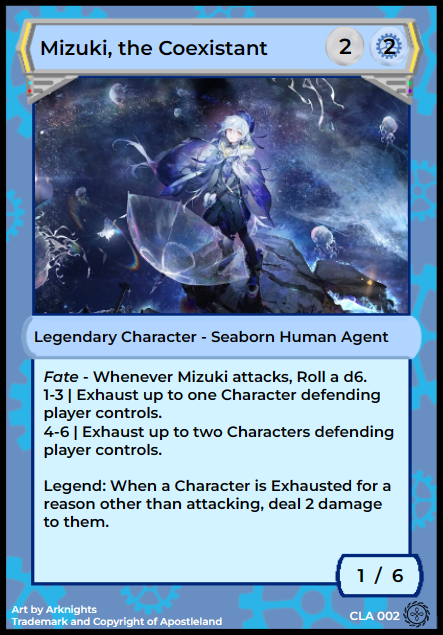 Mizuki, the Coexistant
2 2
Legendary Character - Seaborn Human Agent
Fate - Whenever Mizuki attacks, Roll a d6.
1-3 | Exhaust up to one Character defending
player controls.
4-6 | Exhaust up to two Characters defending
player controls.
Legend: When a Character is Exhausted for a
reason other than attacking, deal 2 damage
to them.
1 / 6
Art by Arknights
Trademark and Copyright of Apostleland
CLA 002